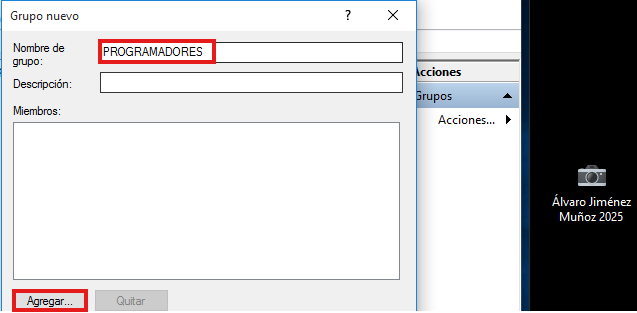 Grupo nuevo
?
Nombre de
grupo:
PROGRAMADORES
Descripción:
Miembros:
Agregar...
Quitar
Acciones
Grupos
Acciones...
Álvaro Jiménez
Muñoz 2025